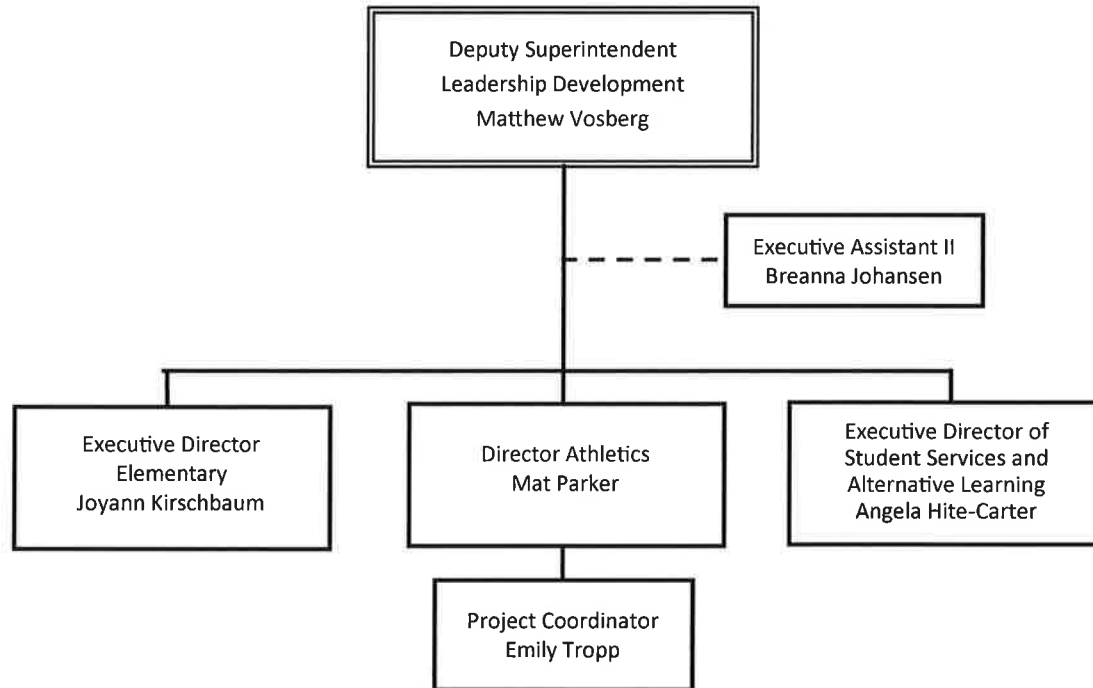 Deputy Superintendent
Leadership Development
Matthew Vosberg
Executive Assistant II
Breanna Johansen
Executive Director
Elementary
Joyann Kirschbaum
Director Athletics
Mat Parker
Executive Director of
Student Services and
Alternative Learning
Angela Hite-Carter
Project Coordinator
Emily Tropp